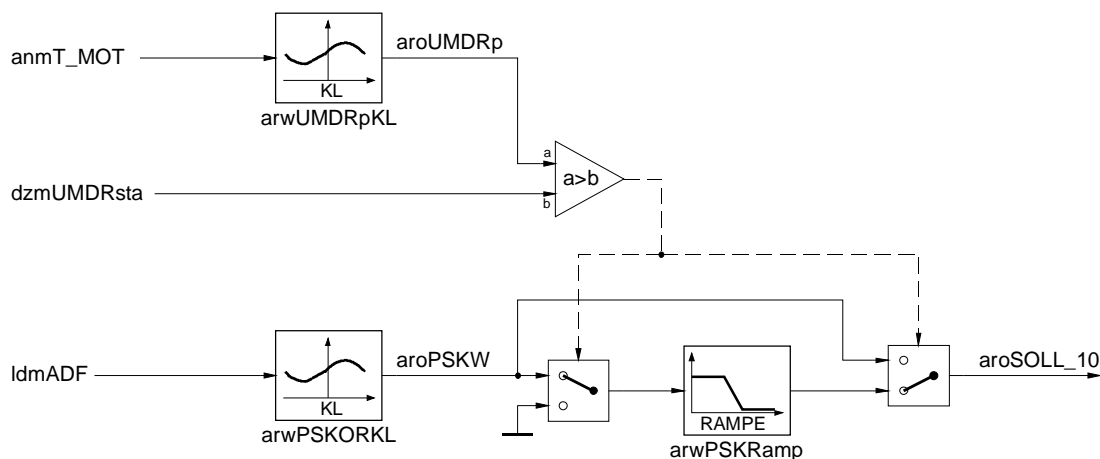 anmT_MOT
KL
arwUMDRpKL
aroUMDRp
dzmUMDRsta
a
a>b
b
ldmADF
KL
arwPSKORKL
aroPSKW
RAMPE
arwPSKRamp
aroSOLL_10